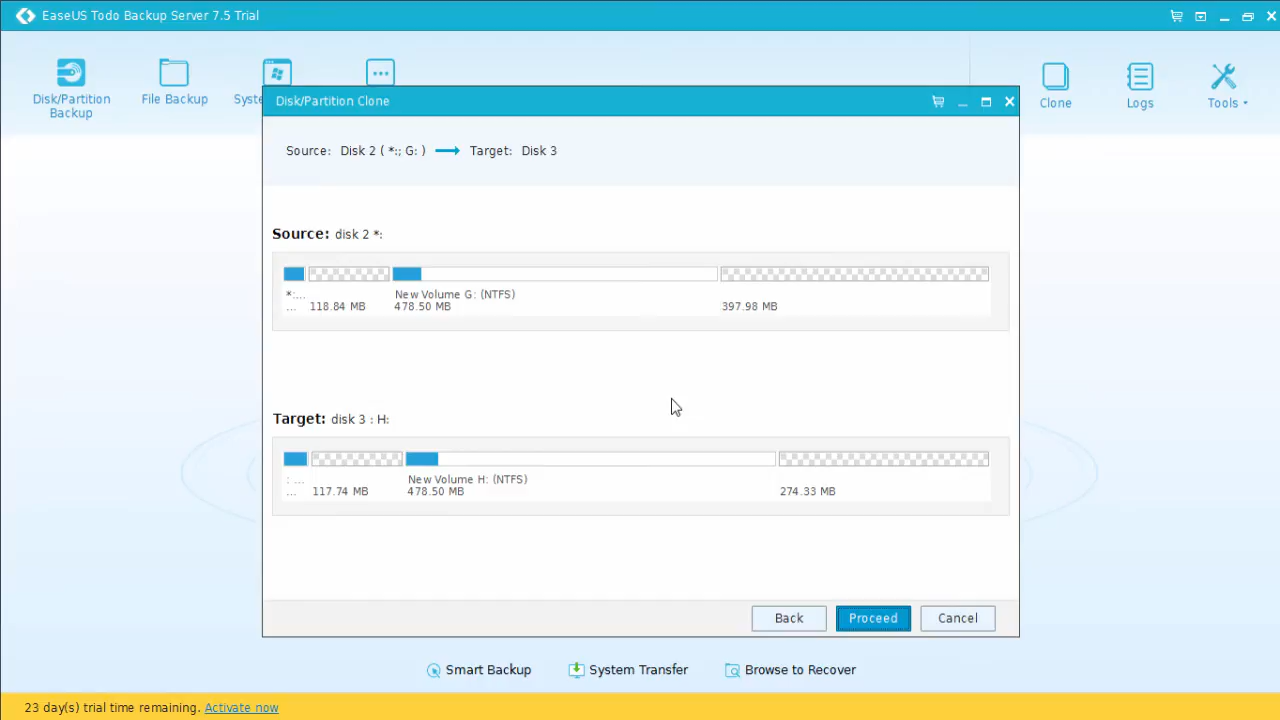 EaseUS Todo Backup Server 7.5 Trial
Disk/Partition
Backup
File Backup
Syste
Clone
Logs
Tools
Disk/Partition Clone
Source: Disk 2 ( *:; G: )
Target: Disk 3
Source: disk 2 *:
*:...
...
118.84 MB
New Volume G: (NTFS)
478.50 MB
397.98 MB
Target: disk 3 : H:
: ...
...
117.74 MB
New Volume H: (NTFS)
478.50 MB
274.33 MB
Back
Proceed
Cancel
Smart Backup
System Transfer
Browse to Recover
23 day(s) trial time remaining. Activate now